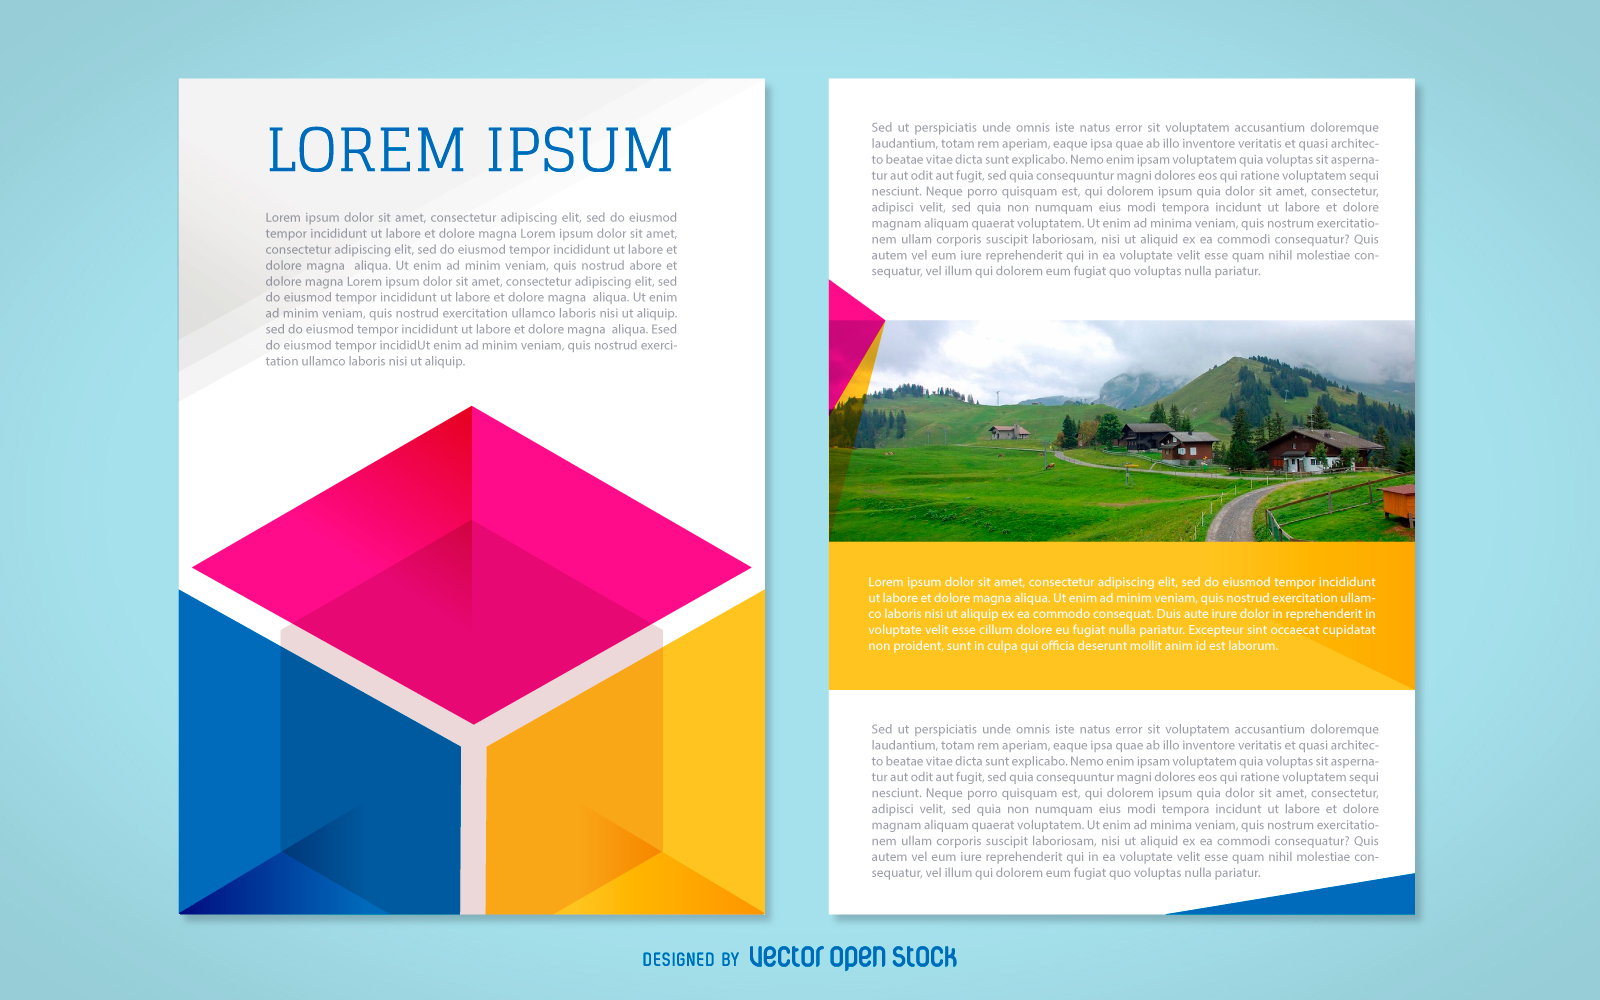 LOREM IPSUM
Lorem ipsum dolor sit amet, consectetur adipiscing elit, sed do eiusmod
tempor incididunt ut labore et dolore magna Lorem ipsum dolor sit amet,
consectetur adipiscing elit, sed do eiusmod tempor incididunt ut labore et
dolore magna  aliqua. Ut enim ad minim veniam, quis nostrud abore et
dolore magna Lorem ipsum dolor sit amet, consectetur adipiscing elit, sed
do eiusmod tempor incididunt ut labore et dolore magna  aliqua. Ut enim
ad minim veniam, quis nostrud exercitation ullamco laboris nisi ut aliquip.
sed do eiusmod tempor incididunt ut labore et dolore magna  aliqua. Esed
do eiusmod tempor incididUt enim ad minim veniam, quis nostrud exerci-
tation ullamco laboris nisi ut aliquip.
Sed ut perspiciatis unde omnis iste natus error sit voluptatem accusantium doloremque
laudantium, totam rem aperiam, eaque ipsa quae ab illo inventore veritatis et quasi architec-
to beatae vitae dicta sunt explicabo. Nemo enim ipsam voluptatem quia voluptas sit asperna-
tur aut odit aut fugit, sed quia consequuntur magni dolores eos qui ratione voluptatem sequi
nesciunt. Neque porro quisquam est, qui dolorem ipsum quia dolor sit amet, consectetur,
adipisci velit, sed quia non numquam eius modi tempora incidunt ut labore et dolore
magnam aliquam quaerat voluptatem. Ut enim ad minima veniam, quis nostrum exercitatio-
nem ullam corporis suscipit laboriosam, nisi ut aliquid ex ea commodi consequatur? Quis
autem vel eum iure reprehenderit qui in ea voluptate velit esse quam nihil molestiae con-
sequatur, vel illum qui dolorem eum fugiat quo voluptas nulla pariatur.
Lorem ipsum dolor sit amet, consectetur adipiscing elit, sed do eiusmod tempor incididunt
ut labore et dolore magna aliqua. Ut enim ad minim veniam, quis nostrud exercitation ullam-
co laboris nisi ut aliquip ex ea commodo consequat. Duis aute irure dolor in reprehenderit in
voluptate velit esse cillum dolore eu fugiat nulla pariatur. Excepteur sint occaecat cupidatat
non proident, sunt in culpa qui officia deserunt mollit anim id est laborum.
Sed ut perspiciatis unde omnis iste natus error sit voluptatem accusantium doloremque
laudantium, totam rem aperiam, eaque ipsa quae ab illo inventore veritatis et quasi architec-
to beatae vitae dicta sunt explicabo. Nemo enim ipsam voluptatem quia voluptas sit asperna-
tur aut odit aut fugit, sed quia consequuntur magni dolores eos qui ratione voluptatem sequi
nesciunt. Neque porro quisquam est, qui dolorem ipsum quia dolor sit amet, consectetur,
adipisci velit, sed quia non numquam eius modi tempora incidunt ut labore et dolore
magnam aliquam quaerat voluptatem. Ut enim ad minima veniam, quis nostrum exercitatio-
nem ullam corporis suscipit laboriosam, nisi ut aliquid ex ea commodi consequatur? Quis
autem vel eum iure reprehenderit qui in ea voluptate velit esse quam nihil molestiae con-
sequatur, vel illum qui dolorem eum fugiat quo voluptas nulla pariatur.
DESIGNED BY vector open stock